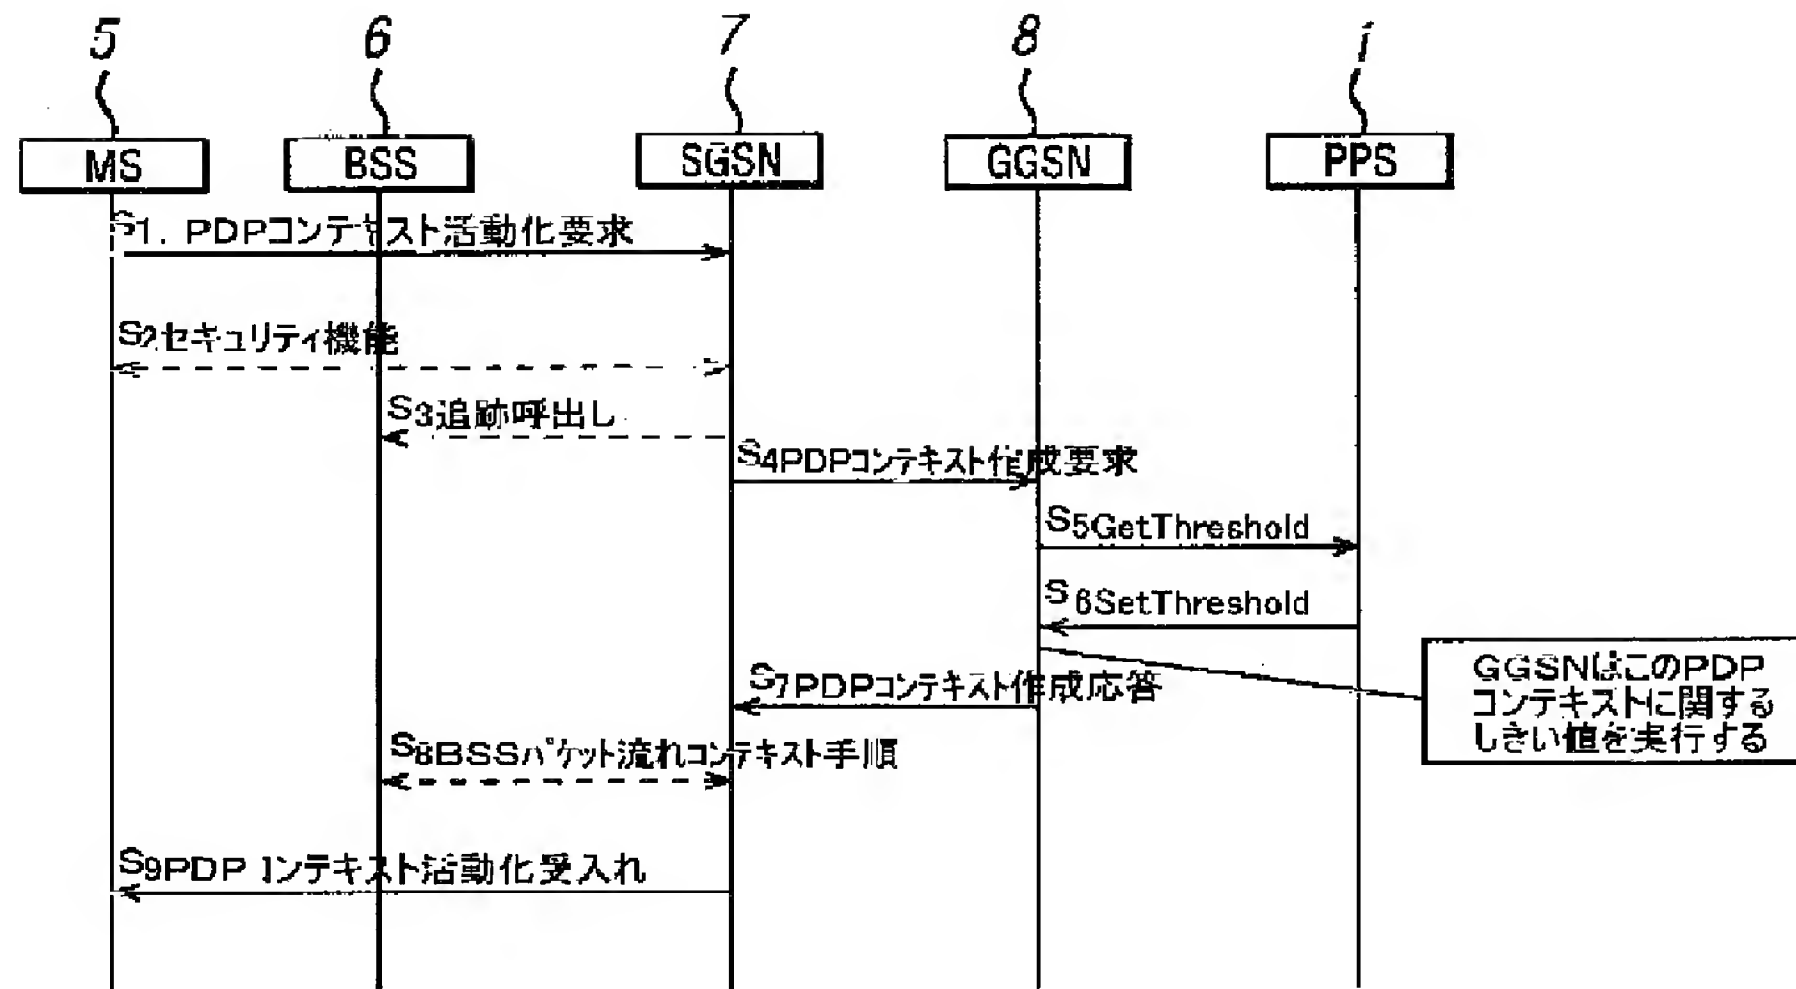 5 6 7 8 1
MS BSS SGSN GGSN PPS
S1. PDPコンテキスト活動化要求
S2セキュリティ機能
S3追跡呼出し
S4PDPコンテキスト作成要求
S5GetThreshold
S6SetThreshold
GGSNはこのPDP
コンテキストに関する
しきい値を実行する
S7PDPコンテキスト作成応答
S8BSSパケット流れコンテキスト手順
S9PDPコンテキスト活動化受入れ